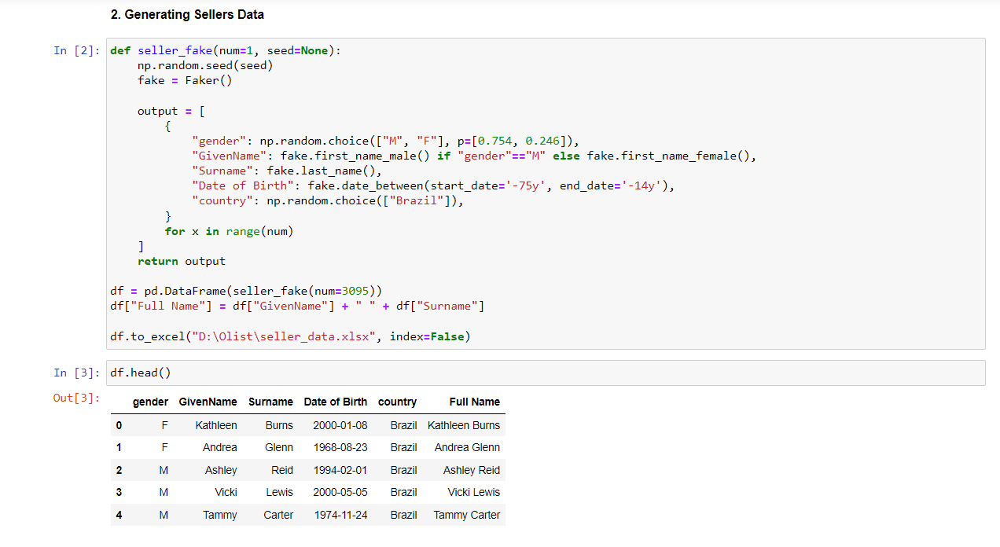 2. Generating Sellers Data
In [2]: def seller_fake(num=1, seed=None):
    np.random.seed(seed)
    fake = Faker()

    output = [
        {
            "gender": np.random.choice(["M", "F"], p=[0.754, 0.246]),
            "GivenName": fake.first_name_male() if "gender"=="M" else fake.first_name_female(),
            "Surname": fake.last_name(),
            "Date of Birth": fake.date_between(start_date='-75y', end_date='-14y'),
            "country": np.random.choice(["Brazil"]),
        }
        for x in range(num)
    ]
    return output

df = pd.DataFrame(seller_fake(num=3095))
df["Full Name"] = df["GivenName"] + " " + df["Surname"]

df.to_excel("D:\Olist\seller_data.xlsx", index=False)
In [3]: df.head()
Out[3]:
gender GivenName Surname Date of Birth country Full Name
0 F Kathleen Burns 2000-01-08 Brazil Kathleen Burns
1 F Andrea Glenn 1968-08-23 Brazil Andrea Glenn
2 M Ashley Reid 1994-02-01 Brazil Ashley Reid
3 M Vicki Lewis 2000-05-05 Brazil Vicki Lewis
4 M Tammy Carter 1974-11-24 Brazil Tammy Carter